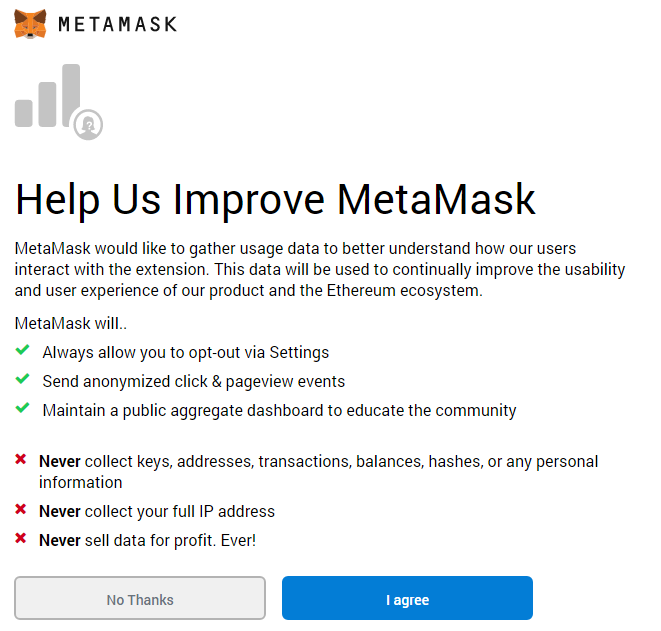 METAMASK
?
Help Us Improve MetaMask
MetaMask would like to gather usage data to better understand how our users
interact with the extension. This data will be used to continually improve the usability
and user experience of our product and the Ethereum ecosystem.
MetaMask will..
Always allow you to opt-out via Settings
Send anonymized click & pageview events
Maintain a public aggregate dashboard to educate the community
Never collect keys, addresses, transactions, balances, hashes, or any personal
information
Never collect your full IP address
Never sell data for profit. Ever!
No Thanks
I agree